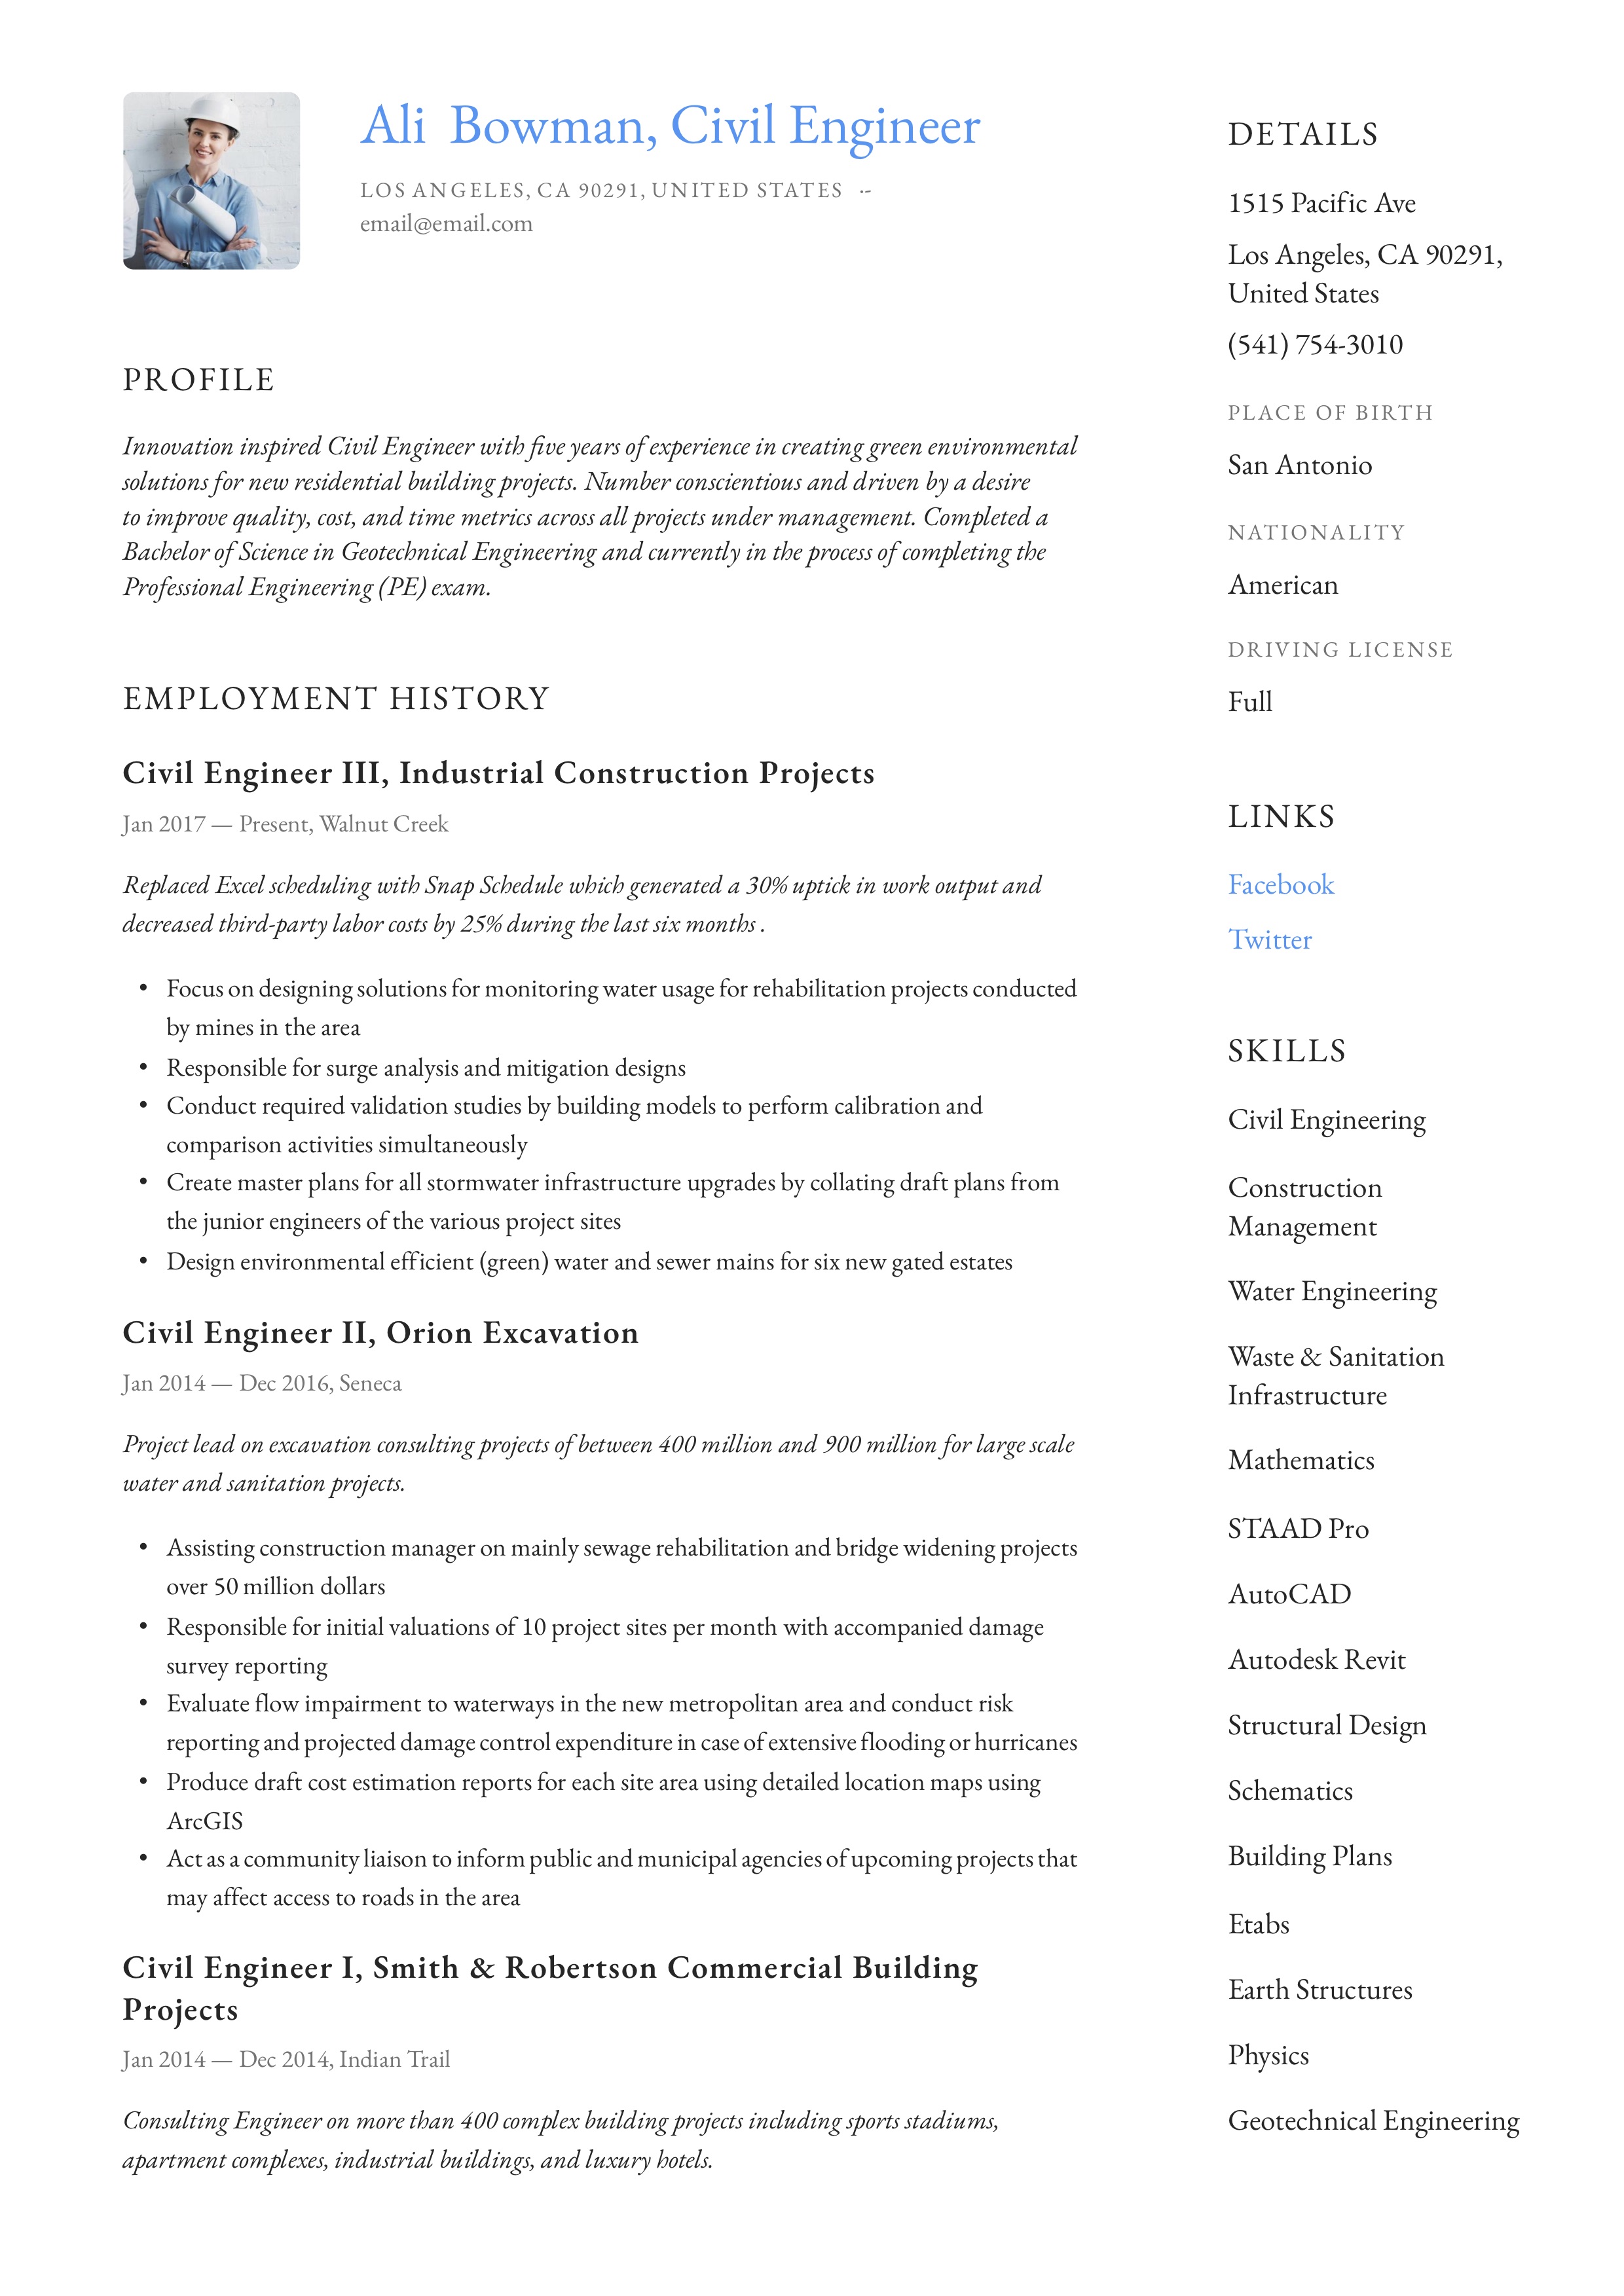 Ali Bowman, Civil Engineer
LOS ANGELES, CA 90291, UNITED STATES ·-
email@email.com
PROFILE
Innovation inspired Civil Engineer with five years of experience in creating green environmental
solutions for new residential building projects. Number conscientious and driven by a desire
to improve quality, cost, and time metrics across all projects under management. Completed a
Bachelor of Science in Geotechnical Engineering and currently in the process of completing the
Professional Engineering (PE) exam.
EMPLOYMENT HISTORY
Civil Engineer III, Industrial Construction Projects
Jan 2017 — Present, Walnut Creek
Replaced Excel scheduling with Snap Schedule which generated a 30% uptick in work output and
decreased third-party labor costs by 25% during the last six months .
• Focus on designing solutions for monitoring water usage for rehabilitation projects conducted
by mines in the area
• Responsible for surge analysis and mitigation designs
• Conduct required validation studies by building models to perform calibration and
comparison activities simultaneously
• Create master plans for all stormwater infrastructure upgrades by collating draft plans from
the junior engineers of the various project sites
• Design environmental efficient (green) water and sewer mains for six new gated estates
Civil Engineer II, Orion Excavation
Jan 2014 — Dec 2016, Seneca
Project lead on excavation consulting projects of between 400 million and 900 million for large scale
water and sanitation projects.
• Assisting construction manager on mainly sewage rehabilitation and bridge widening projects
over 50 million dollars
• Responsible for initial valuations of 10 project sites per month with accompanied damage
survey reporting
• Evaluate flow impairment to waterways in the new metropolitan area and conduct risk
reporting and projected damage control expenditure in case of extensive flooding or hurricanes
• Produce draft cost estimation reports for each site area using detailed location maps using
ArcGIS
• Act as a community liaison to inform public and municipal agencies of upcoming projects that
may affect access to roads in the area
Civil Engineer I, Smith & Robertson Commercial Building
Projects
Jan 2014 — Dec 2014, Indian Trail
Consulting Engineer on more than 400 complex building projects including sports stadiums,
apartment complexes, industrial buildings, and luxury hotels.
DETAILS
1515 Pacific Ave
Los Angeles, CA 90291,
United States
(541) 754-3010
PLACE OF BIRTH
San Antonio
NATIONALITY
American
DRIVING LICENSE
Full
LINKS
Facebook
Twitter
SKILLS
Civil Engineering
Construction
Management
Water Engineering
Waste & Sanitation
Infrastructure
Mathematics
STAAD Pro
AutoCAD
Autodesk Revit
Structural Design
Schematics
Building Plans
Etabs
Earth Structures
Physics
Geotechnical Engineering